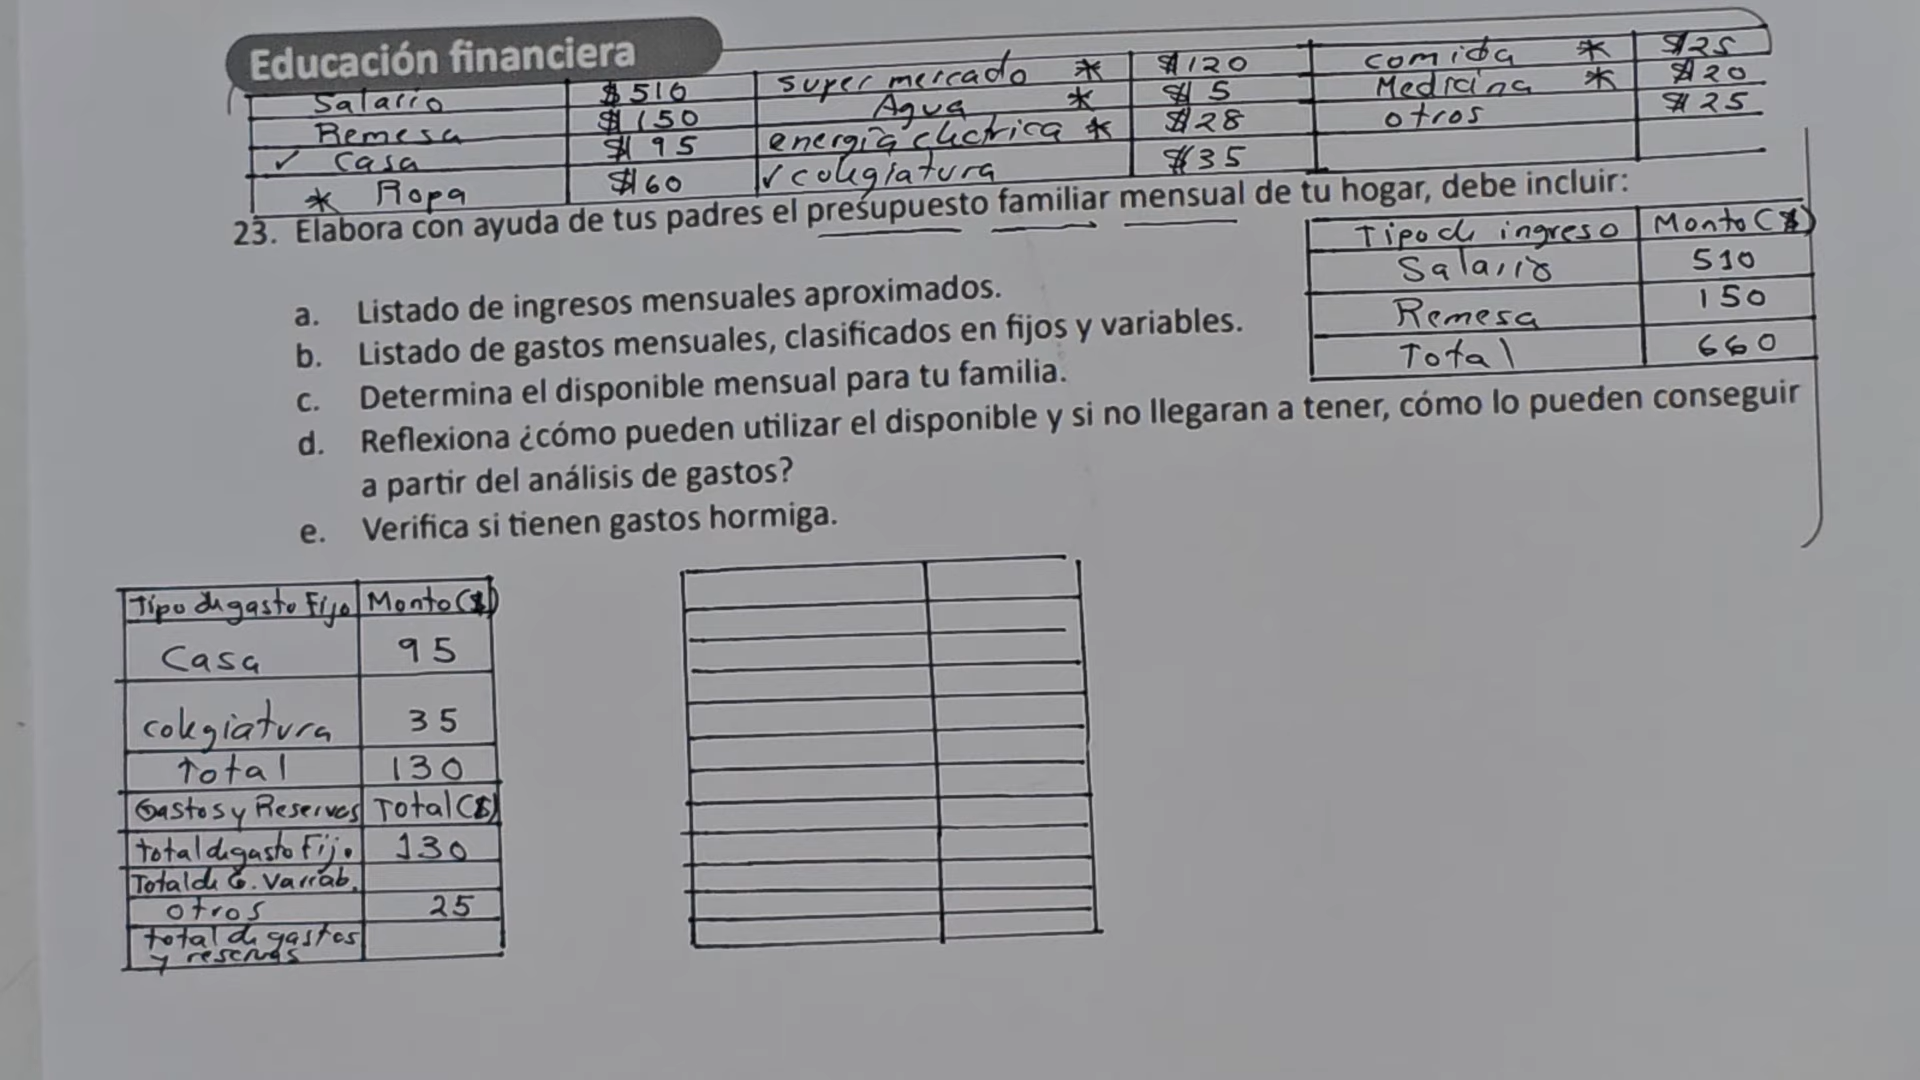 Educación financiera
Salario $510 super mercado * $120 comida * $25
Remesa $150 Agua * $5 Medicina * $20
✓ Casa $95 energía electrica * $28 otros $25
* Ropa $60 ✓ colegiatura $35
23. Elabora con ayuda de tus padres el presupuesto familiar mensual de tu hogar, debe incluir:
a. Listado de ingresos mensuales aproximados.
b. Listado de gastos mensuales, clasificados en fijos y variables.
c. Determina el disponible mensual para tu familia.
d. Reflexiona ¿cómo pueden utilizar el disponible y si no llegaran a tener, cómo lo pueden conseguir
a partir del análisis de gastos?
e. Verifica si tienen gastos hormiga.
Tipo de ingreso Monto ($)
Salario 510
Remesa 150
Total 660
Tipo de gasto Fijo Monto ($)
Casa 95
colegiatura 35
Total 130
Gastos y Reservas Total ($)
total de gasto Fijo 130
Total de G. Variab.
otros 25
total de gastos
y reservas